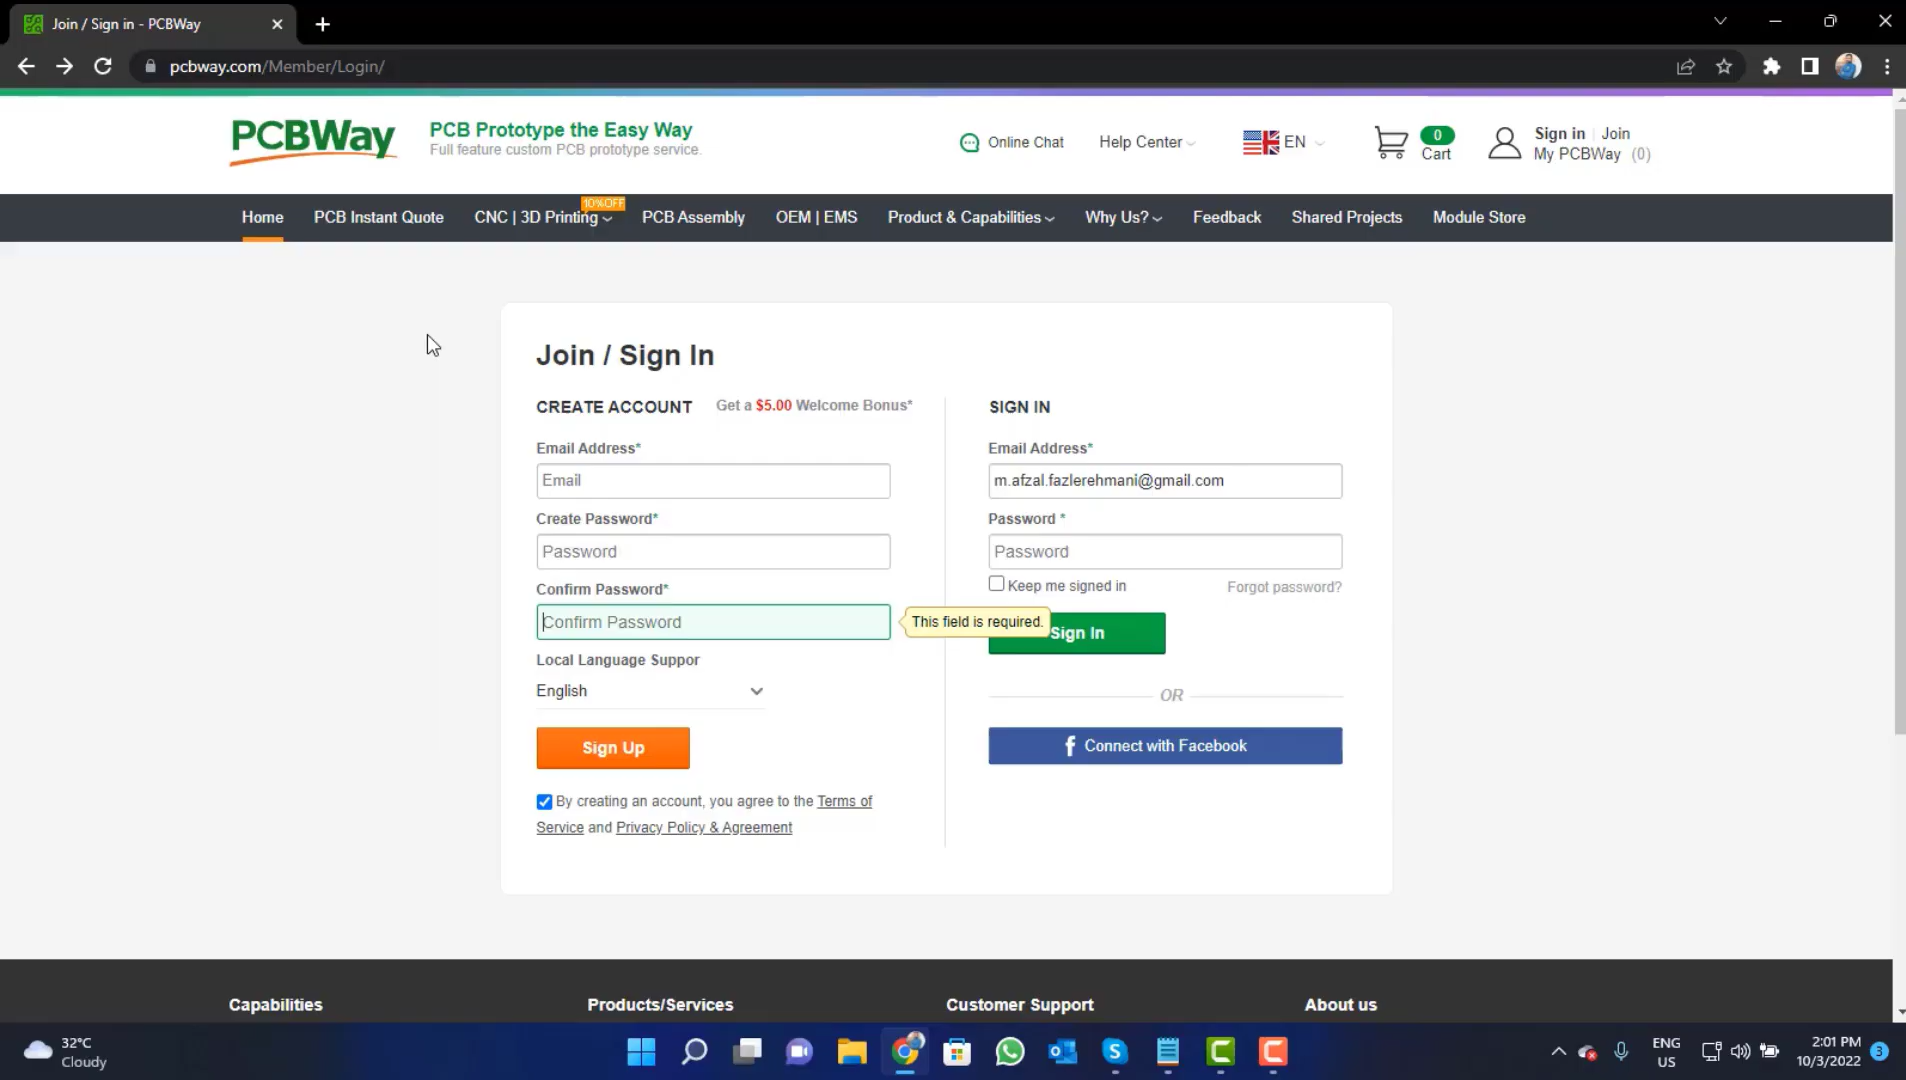 Join / Sign in - PCBWay
pcbway.com/Member/Login/
PCBWay
PCB Prototype the Easy Way
Full feature custom PCB prototype service.
Online Chat
Help Center
EN
0
Cart
Sign in Join
My PCBWay (0)
Home
PCB Instant Quote
CNC | 3D Printing
10%OFF
PCB Assembly
OEM | EMS
Product & Capabilities
Why Us?
Feedback
Shared Projects
Module Store
Join / Sign In
CREATE ACCOUNT
Get a $5.00 Welcome Bonus*
Email Address*
Email
Create Password*
Password
Confirm Password*
Confirm Password
This field is required.
Local Language Suppor
English
Sign Up
By creating an account, you agree to the Terms of
Service and Privacy Policy & Agreement
SIGN IN
Email Address*
m.afzal.fazlerehmani@gmail.com
Password *
Password
Keep me signed in
Forgot password?
Sign In
OR
Connect with Facebook
Capabilities
Products/Services
Customer Support
About us
32°C
Cloudy
ENG
US
2:01 PM
10/3/2022
3